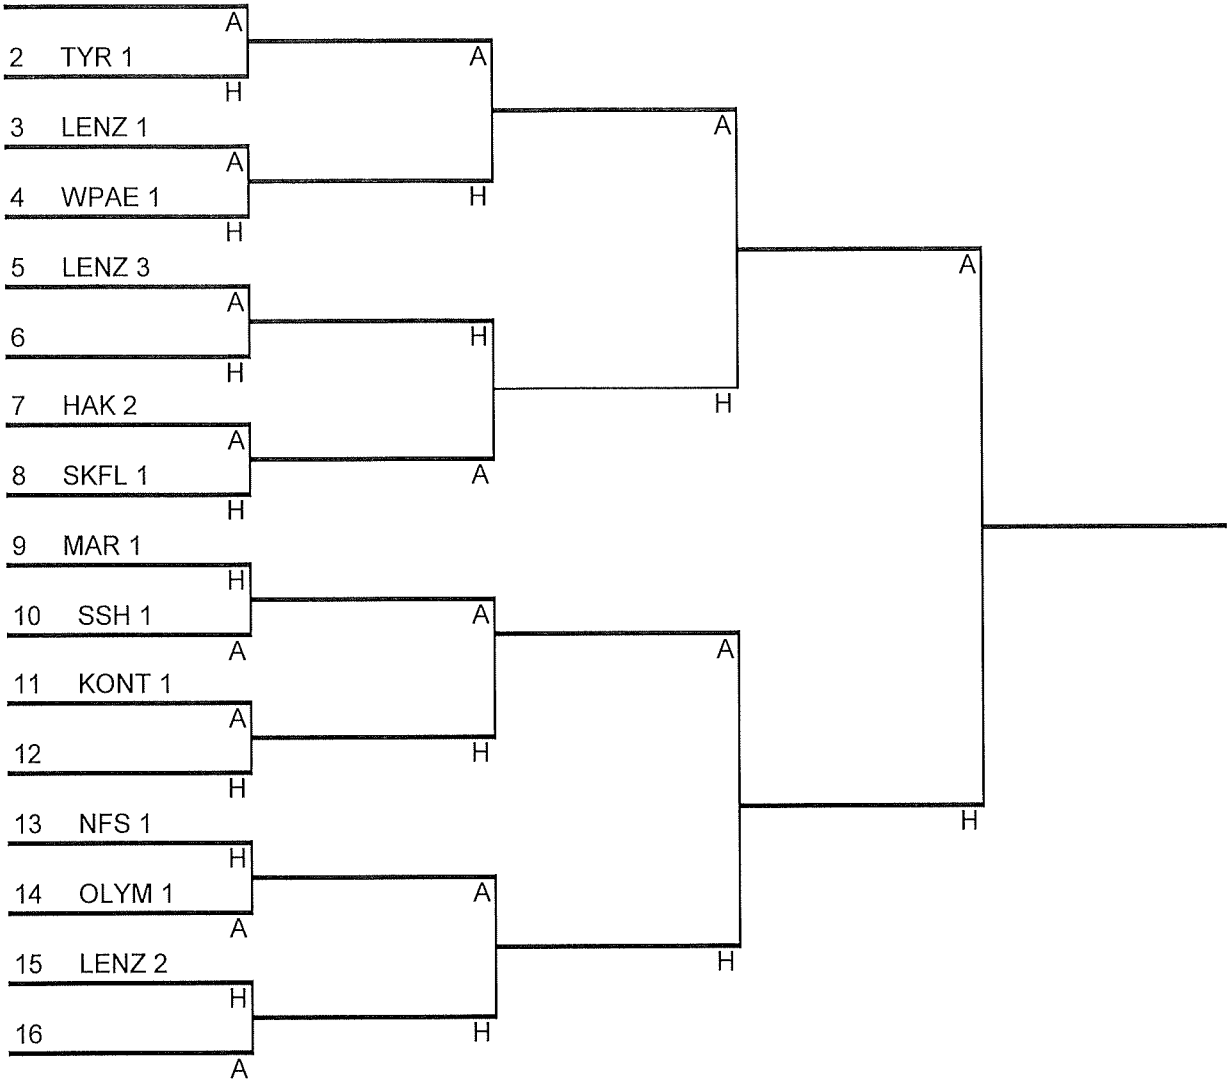 A
2 TYR 1
H
3 LENZ 1
A
4 WPAE 1
H
5 LENZ 3
A
6
H
7 HAK 2
A
8 SKFL 1
H
9 MAR 1
H
10 SSH 1
A
11 KONT 1
A
12
H
13 NFS 1
H
14 OLYM 1
A
15 LENZ 2
H
16
A
A
H
H
A
A
H
A
H
A
H
A
H
A
H